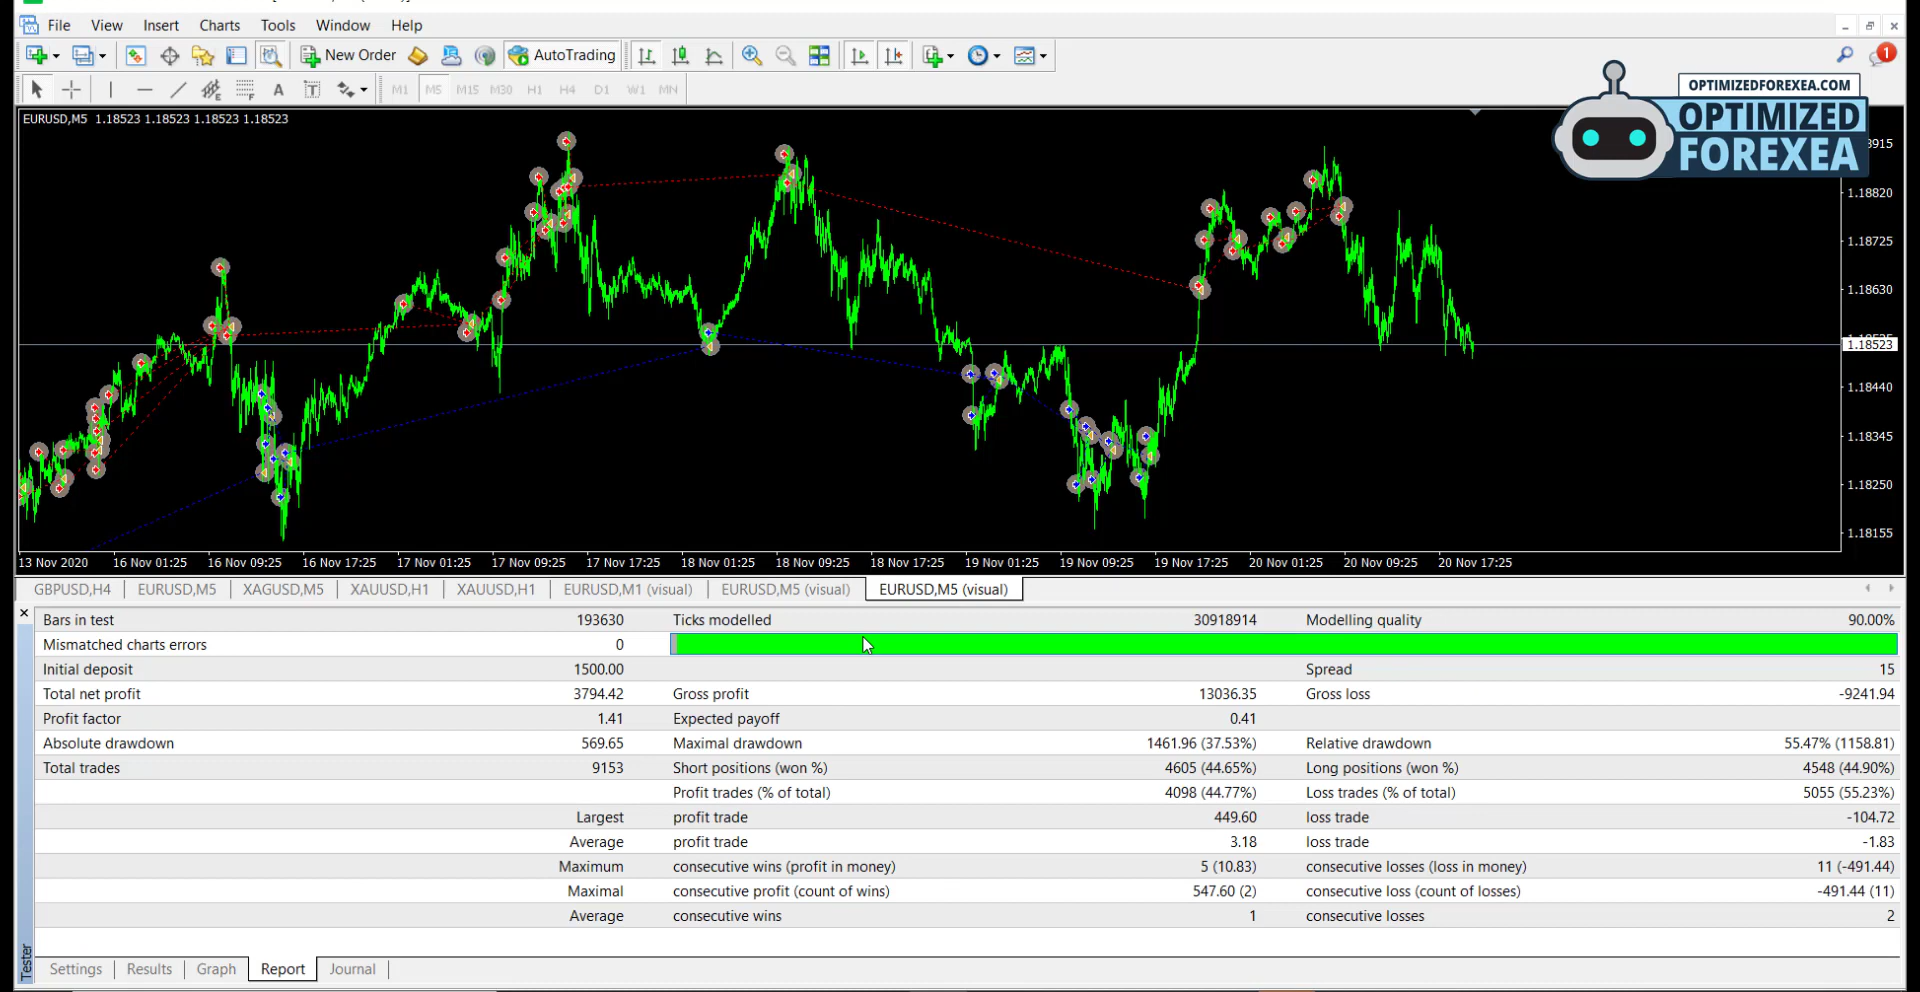 File View Insert Charts Tools Window Help
New Order AutoTrading 1
A T M1 M5 M15 M30 H1 H4 D1 W1 MN
OPTIMIZEDFOREXEA.COM
OPTIMIZED
FOREXEA
EURUSD,M5 1.18523 1.18523 1.18523 1.18523
1.18820
1.18725
1.18630
1.18523
1.18440
1.18345
1.18250
1.18155
13 Nov 2020 16 Nov 01:25 16 Nov 09:25 16 Nov 17:25 17 Nov 01:25 17 Nov 09:25 17 Nov 17:25 18 Nov 01:25 18 Nov 09:25 18 Nov 17:25 19 Nov 01:25 19 Nov 09:25 19 Nov 17:25 20 Nov 01:25 20 Nov 09:25 20 Nov 17:25
GBPUSD,H4 EURUSD,M5 XAGUSD,M5 XAUUSD,H1 XAUUSD,H1 EURUSD,M1 (visual) EURUSD,M5 (visual) EURUSD,M5 (visual)
Bars in test 193630 Ticks modelled 30918914 Modelling quality 90.00%
Mismatched charts errors 0
Initial deposit 1500.00 Spread 15
Total net profit 3794.42 Gross profit 13036.35 Gross loss -9241.94
Profit factor 1.41 Expected payoff 0.41
Absolute drawdown 569.65 Maximal drawdown 1461.96 (37.53%) Relative drawdown 55.47% (1158.81)
Total trades 9153 Short positions (won %) 4605 (44.65%) Long positions (won %) 4548 (44.90%)
Profit trades (% of total) 4098 (44.77%) Loss trades (% of total) 5055 (55.23%)
Largest profit trade 449.60 loss trade -104.72
Average profit trade 3.18 loss trade -1.83
Maximum consecutive wins (profit in money) 5 (10.83) consecutive losses (loss in money) 11 (-491.44)
Maximal consecutive profit (count of wins) 547.60 (2) consecutive loss (count of losses) -491.44 (11)
Average consecutive wins 1 consecutive losses 2
Tester
Settings Results Graph Report Journal